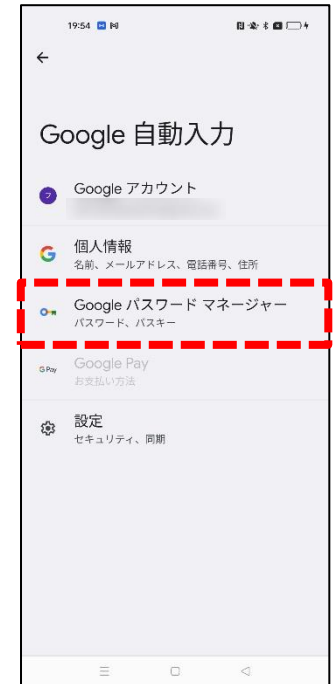 19:54
Google 自動入力
Google アカウント
個人情報
名前、メールアドレス、電話番号、住所
Google パスワード マネージャー
パスワード、パスキー
G Pay
Google Pay
お支払い方法
設定
セキュリティ、同期